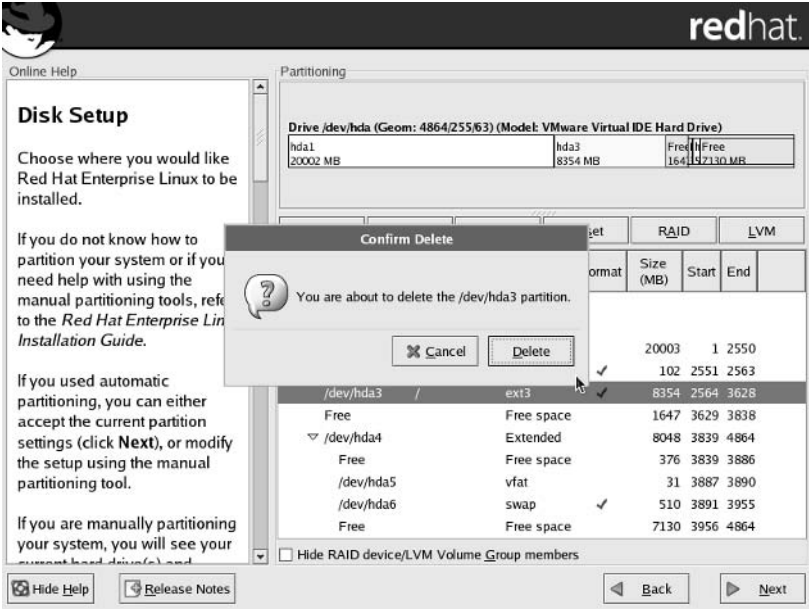 redhat.
Online Help
Disk Setup
Choose where you would like
Red Hat Enterprise Linux to be
installed.
If you do not know how to
partition your system or if you
need help with using the
manual partitioning tools, refe
to the Red Hat Enterprise Lin
Installation Guide.
If you used automatic
partitioning, you can either
accept the current partition
settings (click Next), or modify
the setup using the manual
partitioning tool.
If you are manually partitioning
your system, you will see your
current hard drive(s) and
Partitioning
Drive /dev/hda (Geom: 4864/255/63) (Model: VMware Virtual IDE Hard Drive)
hda1 hda3 Free Free
20002 MB 8354 MB 7130 MB
RAID LVM
Confirm Delete
You are about to delete the /dev/hda3 partition.
Cancel Delete
ormat Size (MB) Start End
20003 1 2550
102 2551 2563
/dev/hda3 / ext3 ✓ 8354 2564 3628
Free Free space 1647 3629 3838
/dev/hda4 Extended 8048 3839 4864
Free Free space 376 3839 3886
/dev/hda5 vfat 31 3887 3890
/dev/hda6 swap ✓ 510 3891 3955
Free Free space 7130 3956 4864
Hide RAID device/LVM Volume Group members
Hide Help Release Notes Back Next